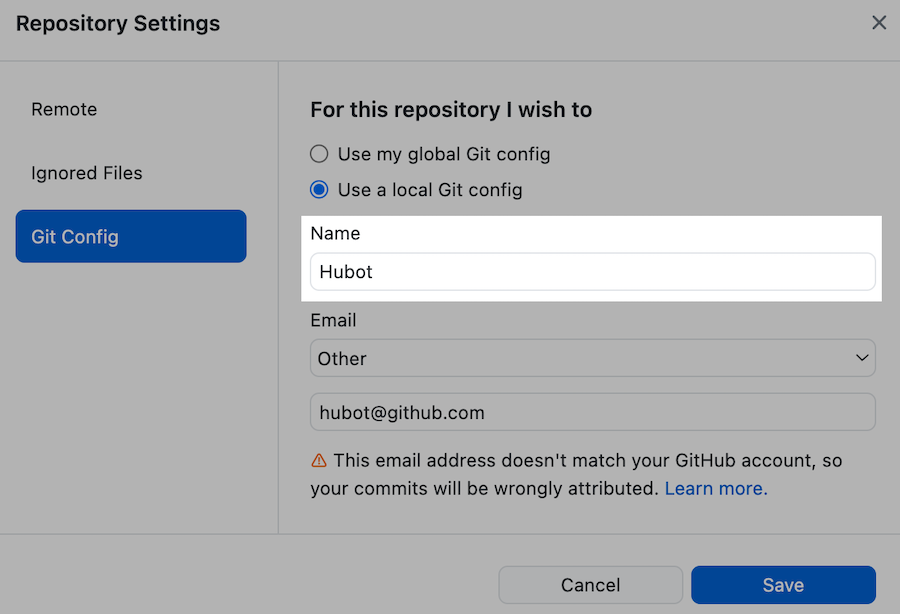 Repository Settings
Remote
Ignored Files
Git Config
For this repository I wish to
Use my global Git config
Use a local Git config
Name
Hubot
Email
Other
hubot@github.com
This email address doesn't match your GitHub account, so
your commits will be wrongly attributed. Learn more.
Cancel
Save